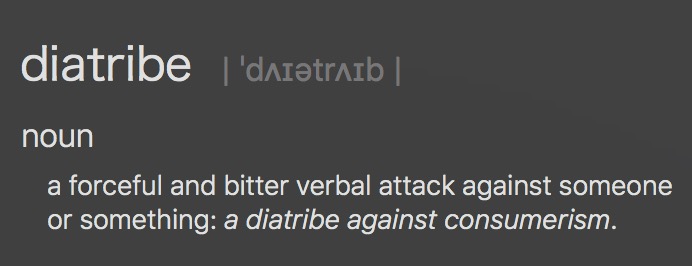 diatribe | ˈdʌɪətrʌɪb |
noun
a forceful and bitter verbal attack against someone
or something: a diatribe against consumerism.